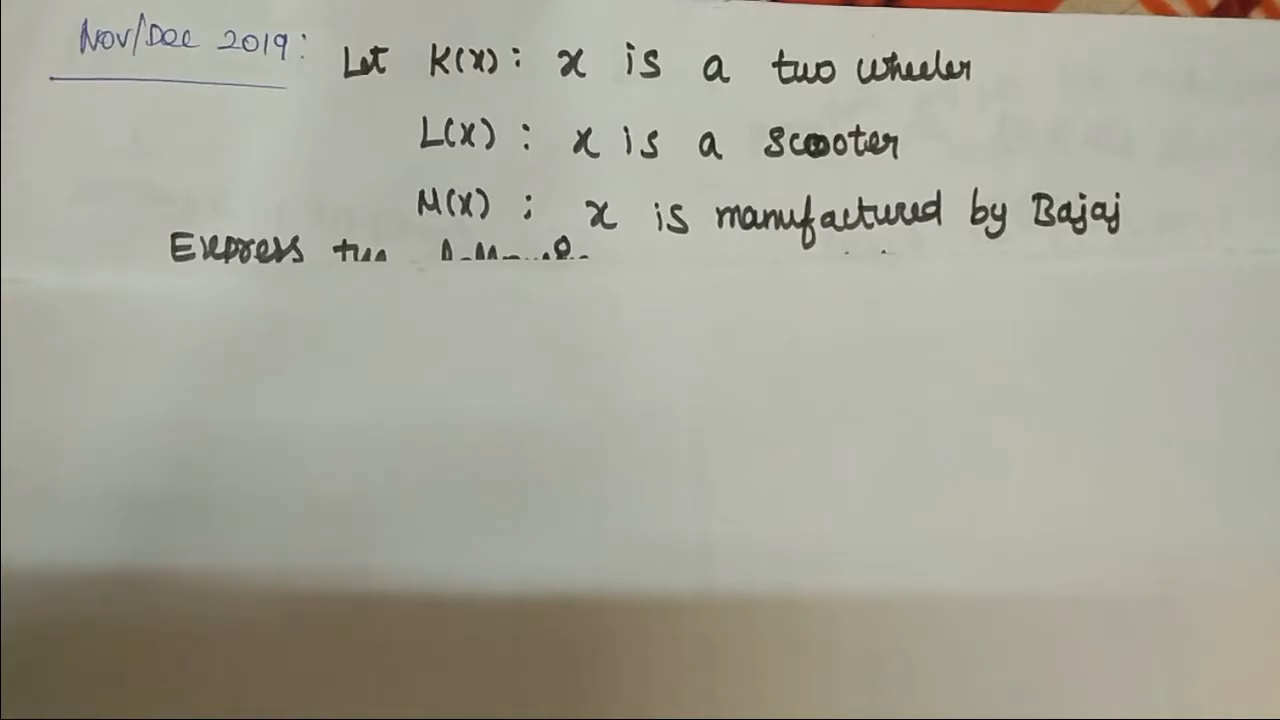 Nov/Dec 2019: Let K(x): x is a two wheeler
L(x) : x is a scooter
M(x) ; x is manufactured by Bajaj
Express